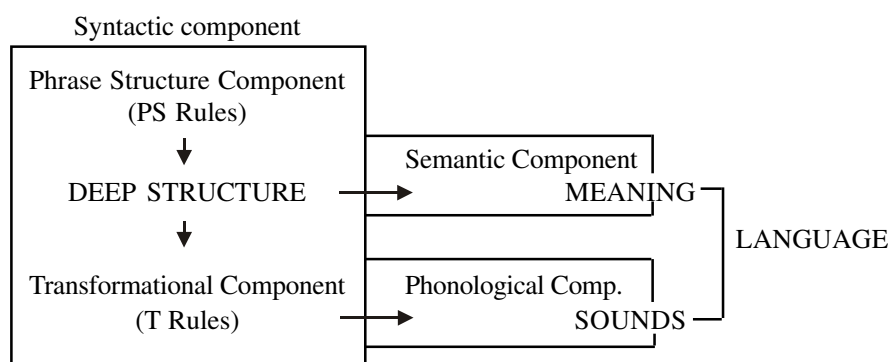 Syntactic component
Phrase Structure Component
(PS Rules)
Semantic Component
DEEP STRUCTURE
MEANING
LANGUAGE
Transformational Component
(T Rules)
Phonological Comp.
SOUNDS